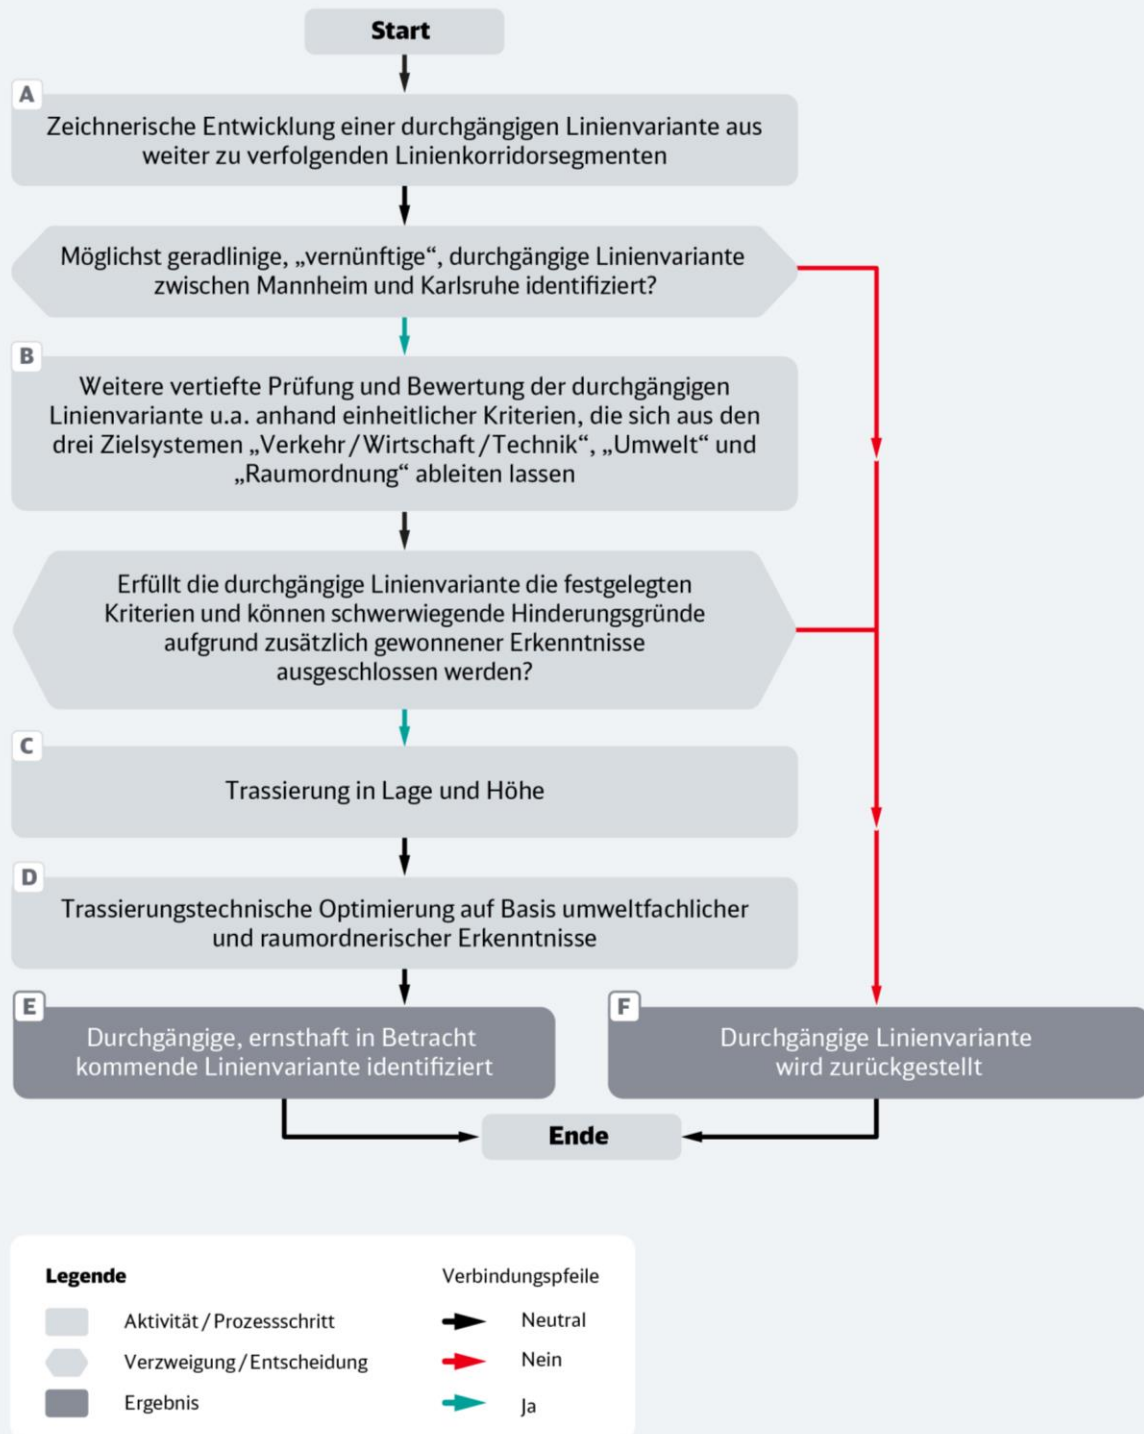 Start
A
Zeichnerische Entwicklung einer durchgängigen Linienvariante aus
weiter zu verfolgenden Linienkorridorsegmenten
Möglichst geradlinige, „vernünftige“, durchgängige Linienvariante
zwischen Mannheim und Karlsruhe identifiziert?
B
Weitere vertiefte Prüfung und Bewertung der durchgängigen
Linienvariante u.a. anhand einheitlicher Kriterien, die sich aus den
drei Zielsystemen „Verkehr/Wirtschaft/Technik“, „Umwelt“ und
„Raumordnung“ ableiten lassen
Erfüllt die durchgängige Linienvariante die festgelegten
Kriterien und können schwerwiegende Hinderungsgründe
aufgrund zusätzlich gewonnener Erkenntnisse
ausgeschlossen werden?
C
Trassierung in Lage und Höhe
D
Trassierungstechnische Optimierung auf Basis umweltfachlicher
und raumordnerischer Erkenntnisse
E
Durchgängige, ernsthaft in Betracht
kommende Linienvariante identifiziert
F
Durchgängige Linienvariante
wird zurückgestellt
Ende
Legende
Aktivität/Prozessschritt
Verzweigung/Entscheidung
Ergebnis
Verbindungspfeile
Neutral
Nein
Ja